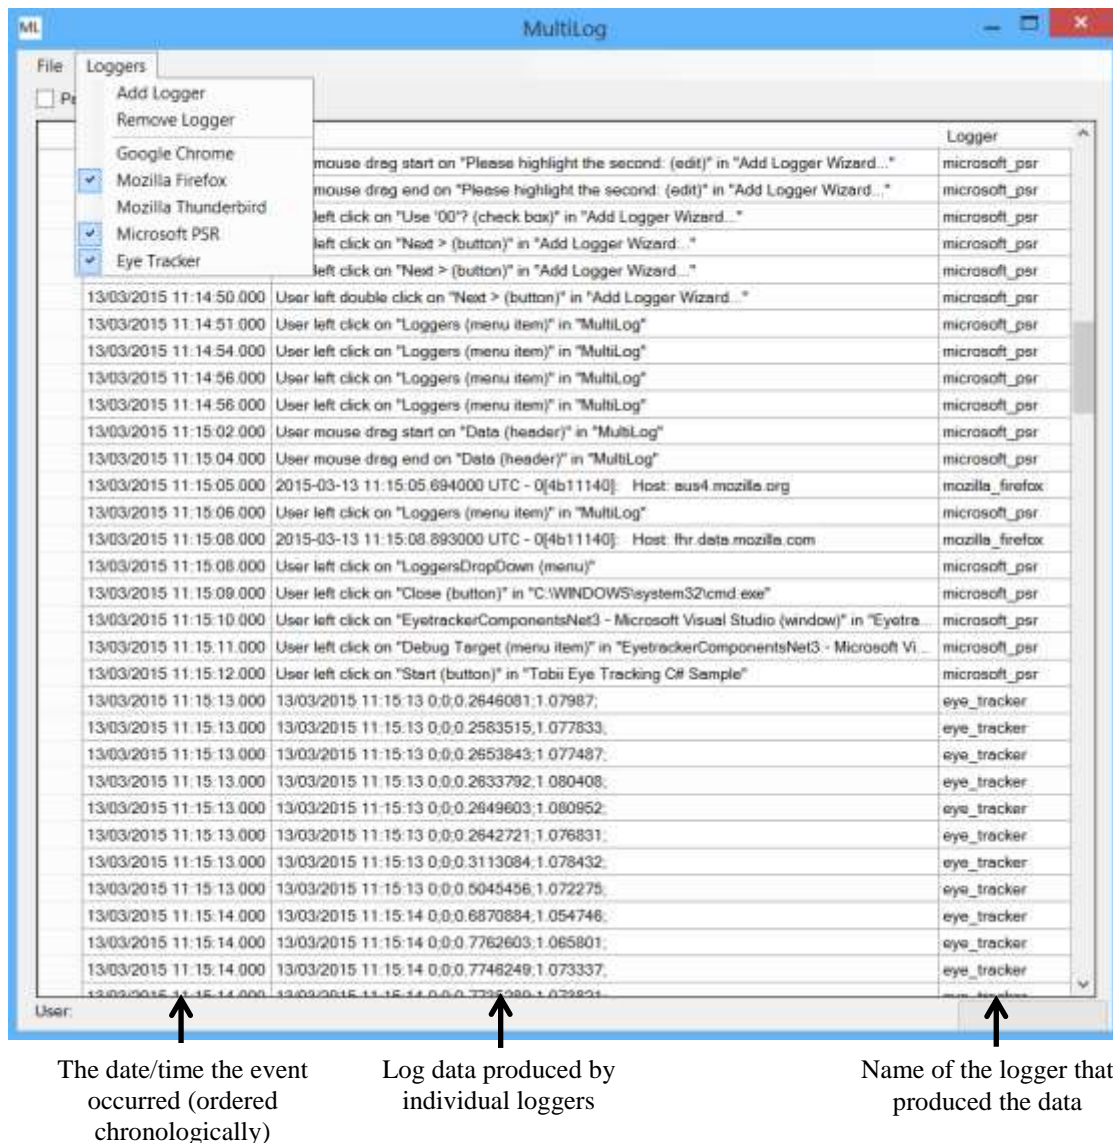 ML MultiLog
File Loggers
Add Logger
Remove Logger
Google Chrome
Mozilla Firefox
Mozilla Thunderbird
Microsoft PSR
Eye Tracker
Logger
mouse drag start on "Please highlight the second: (edit)" in "Add Logger Wizard..." microsoft_psr
mouse drag end on "Please highlight the second: (edit)" in "Add Logger Wizard..." microsoft_psr
left click on "Use '00'? (check box)" in "Add Logger Wizard..." microsoft_psr
left click on "Next > (button)" in "Add Logger Wizard..." microsoft_psr
left click on "Next > (button)" in "Add Logger Wizard..." microsoft_psr
13/03/2015 11:14:50.000 User left double click on "Next > (button)" in "Add Logger Wizard..." microsoft_psr
13/03/2015 11:14:51.000 User left click on "Loggers (menu item)" in "MultiLog" microsoft_psr
13/03/2015 11:14:54.000 User left click on "Loggers (menu item)" in "MultiLog" microsoft_psr
13/03/2015 11:14:56.000 User left click on "Loggers (menu item)" in "MultiLog" microsoft_psr
13/03/2015 11:14:56.000 User left click on "Loggers (menu item)" in "MultiLog" microsoft_psr
13/03/2015 11:15:02.000 User mouse drag start on "Data (header)" in "MultiLog" microsoft_psr
13/03/2015 11:15:04.000 User mouse drag end on "Data (header)" in "MultiLog" microsoft_psr
13/03/2015 11:15:05.000 2015-03-13 11:15:05.694000 UTC - 0[4b11140]: Host: aus4.mozilla.org mozilla_firefox
13/03/2015 11:15:06.000 User left click on "Loggers (menu item)" in "MultiLog" microsoft_psr
13/03/2015 11:15:08.000 2015-03-13 11:15:08.893000 UTC - 0[4b11140]: Host: fhr.data.mozilla.com mozilla_firefox
13/03/2015 11:15:08.000 User left click on "LoggersDropDown (menu)" microsoft_psr
13/03/2015 11:15:09.000 User left click on "Close (button)" in "C:\WINDOWS\system32\cmd.exe" microsoft_psr
13/03/2015 11:15:10.000 User left click on "EyetrackerComponentsNet3 - Microsoft Visual Studio (window)" in "Eyetra... microsoft_psr
13/03/2015 11:15:11.000 User left click on "Debug Target (menu item)" in "EyetrackerComponentsNet3 - Microsoft Vi... microsoft_psr
13/03/2015 11:15:12.000 User left click on "Start (button)" in "Tobii Eye Tracking C# Sample" microsoft_psr
13/03/2015 11:15:13.000 13/03/2015 11:15:13 0;0;0.2646081;1.07987; eye_tracker
13/03/2015 11:15:13.000 13/03/2015 11:15:13 0;0;0.2583515;1.077833; eye_tracker
13/03/2015 11:15:13.000 13/03/2015 11:15:13 0;0;0.2653843;1.077487; eye_tracker
13/03/2015 11:15:13.000 13/03/2015 11:15:13 0;0;0.2633792;1.080408; eye_tracker
13/03/2015 11:15:13.000 13/03/2015 11:15:13 0;0;0.2649603;1.080952; eye_tracker
13/03/2015 11:15:13.000 13/03/2015 11:15:13 0;0;0.2642721;1.076831; eye_tracker
13/03/2015 11:15:13.000 13/03/2015 11:15:13 0;0;0.3113084;1.078432; eye_tracker
13/03/2015 11:15:13.000 13/03/2015 11:15:13 0;0;0.5045456;1.072275; eye_tracker
13/03/2015 11:15:14.000 13/03/2015 11:15:14 0;0;0.6870884;1.054746; eye_tracker
13/03/2015 11:15:14.000 13/03/2015 11:15:14 0;0;0.7762603;1.065801; eye_tracker
13/03/2015 11:15:14.000 13/03/2015 11:15:14 0;0;0.7746249;1.073337; eye_tracker
User:
The date/time the event
occurred (ordered
chronologically)
Log data produced by
individual loggers
Name of the logger that
produced the data